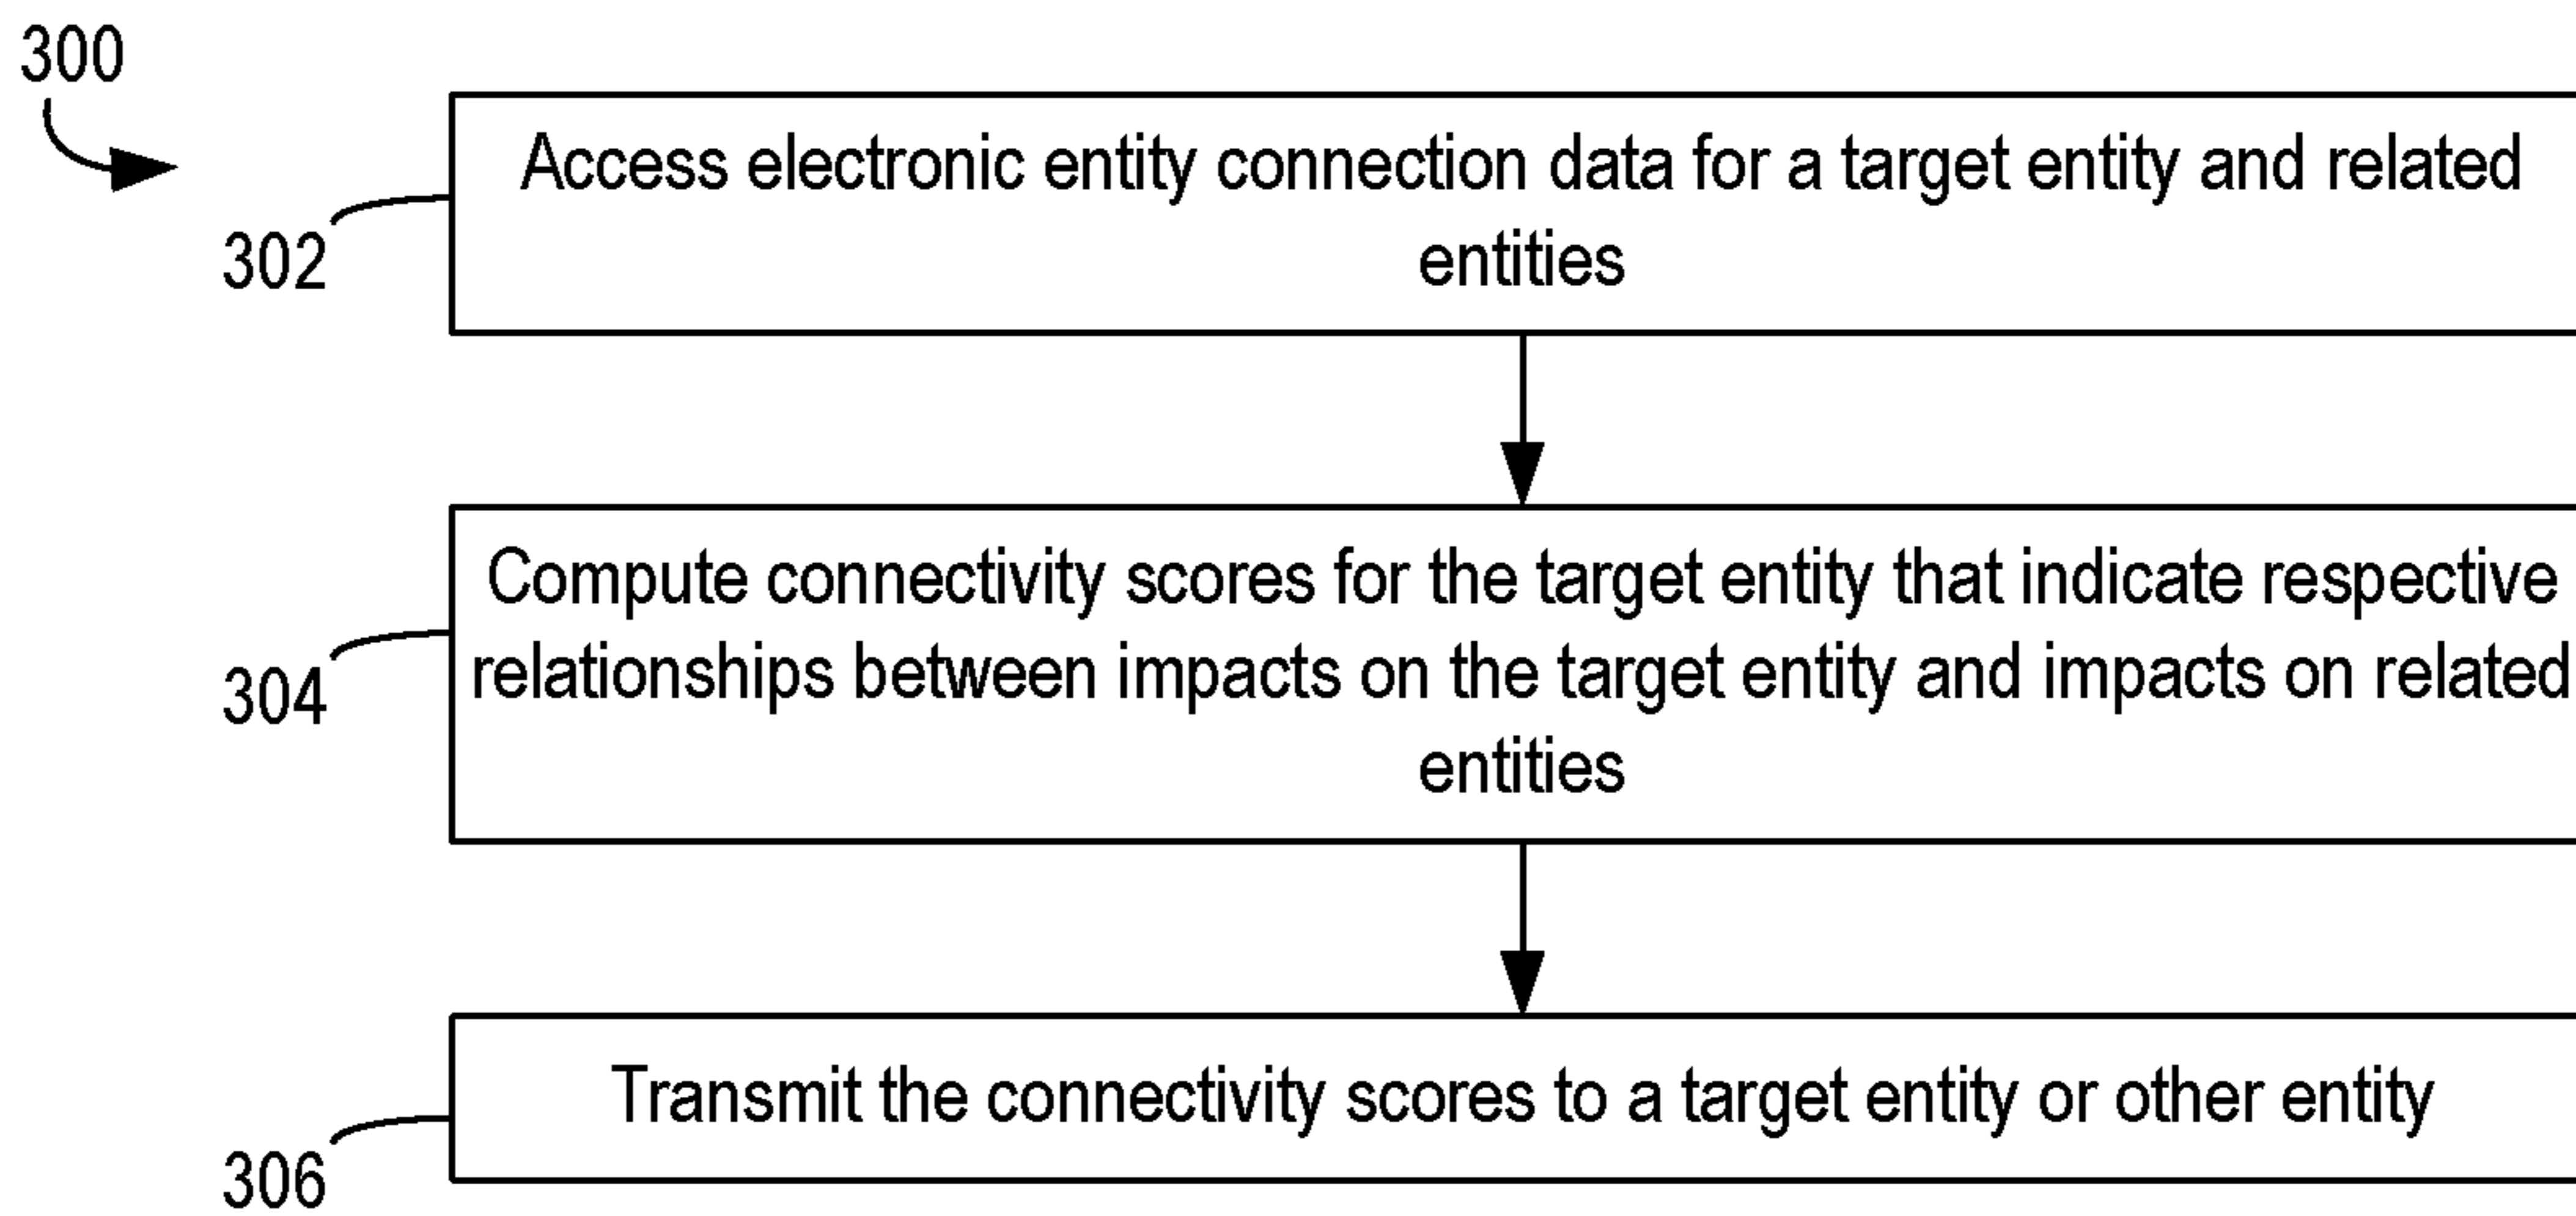 300
Access electronic entity connection data for a target entity and related
entities
302
Compute connectivity scores for the target entity that indicate respective
relationships between impacts on the target entity and impacts on related
entities
304
Transmit the connectivity scores to a target entity or other entity
306